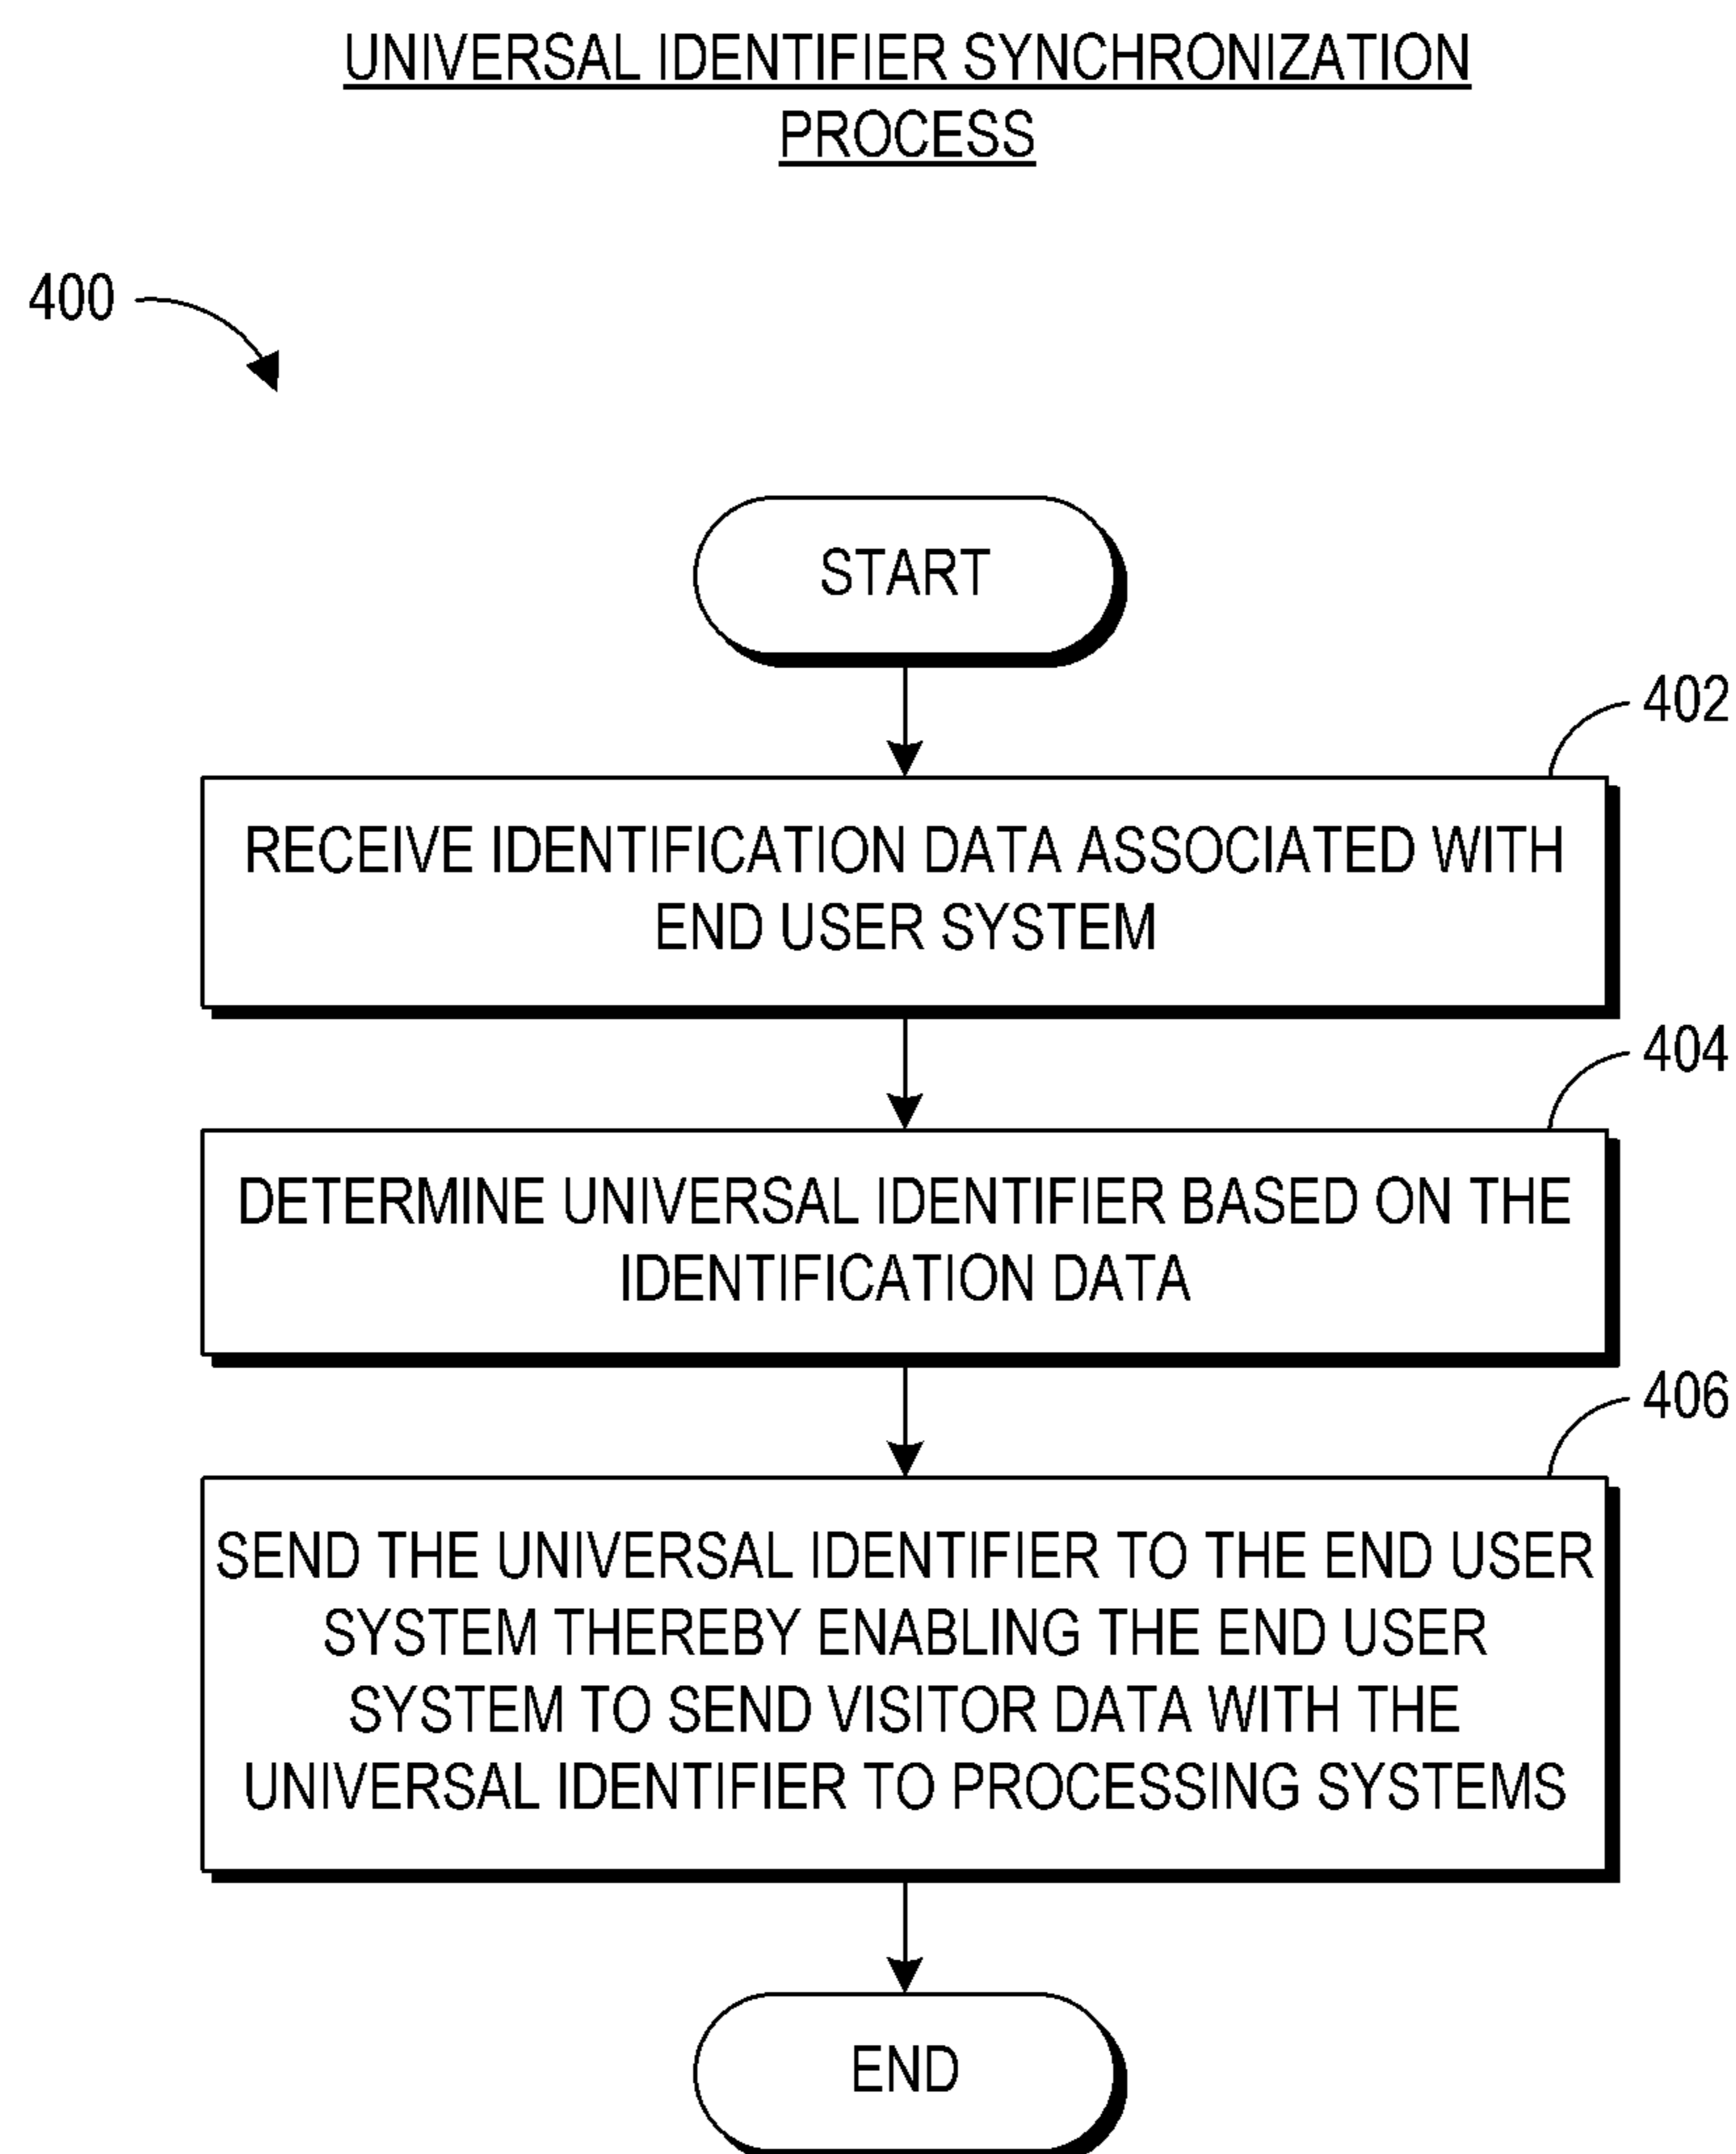 UNIVERSAL IDENTIFIER SYNCHRONIZATION
PROCESS
400
START
402
RECEIVE IDENTIFICATION DATA ASSOCIATED WITH
END USER SYSTEM
404
DETERMINE UNIVERSAL IDENTIFIER BASED ON THE
IDENTIFICATION DATA
406
SEND THE UNIVERSAL IDENTIFIER TO THE END USER
SYSTEM THEREBY ENABLING THE END USER
SYSTEM TO SEND VISITOR DATA WITH THE
UNIVERSAL IDENTIFIER TO PROCESSING SYSTEMS
END